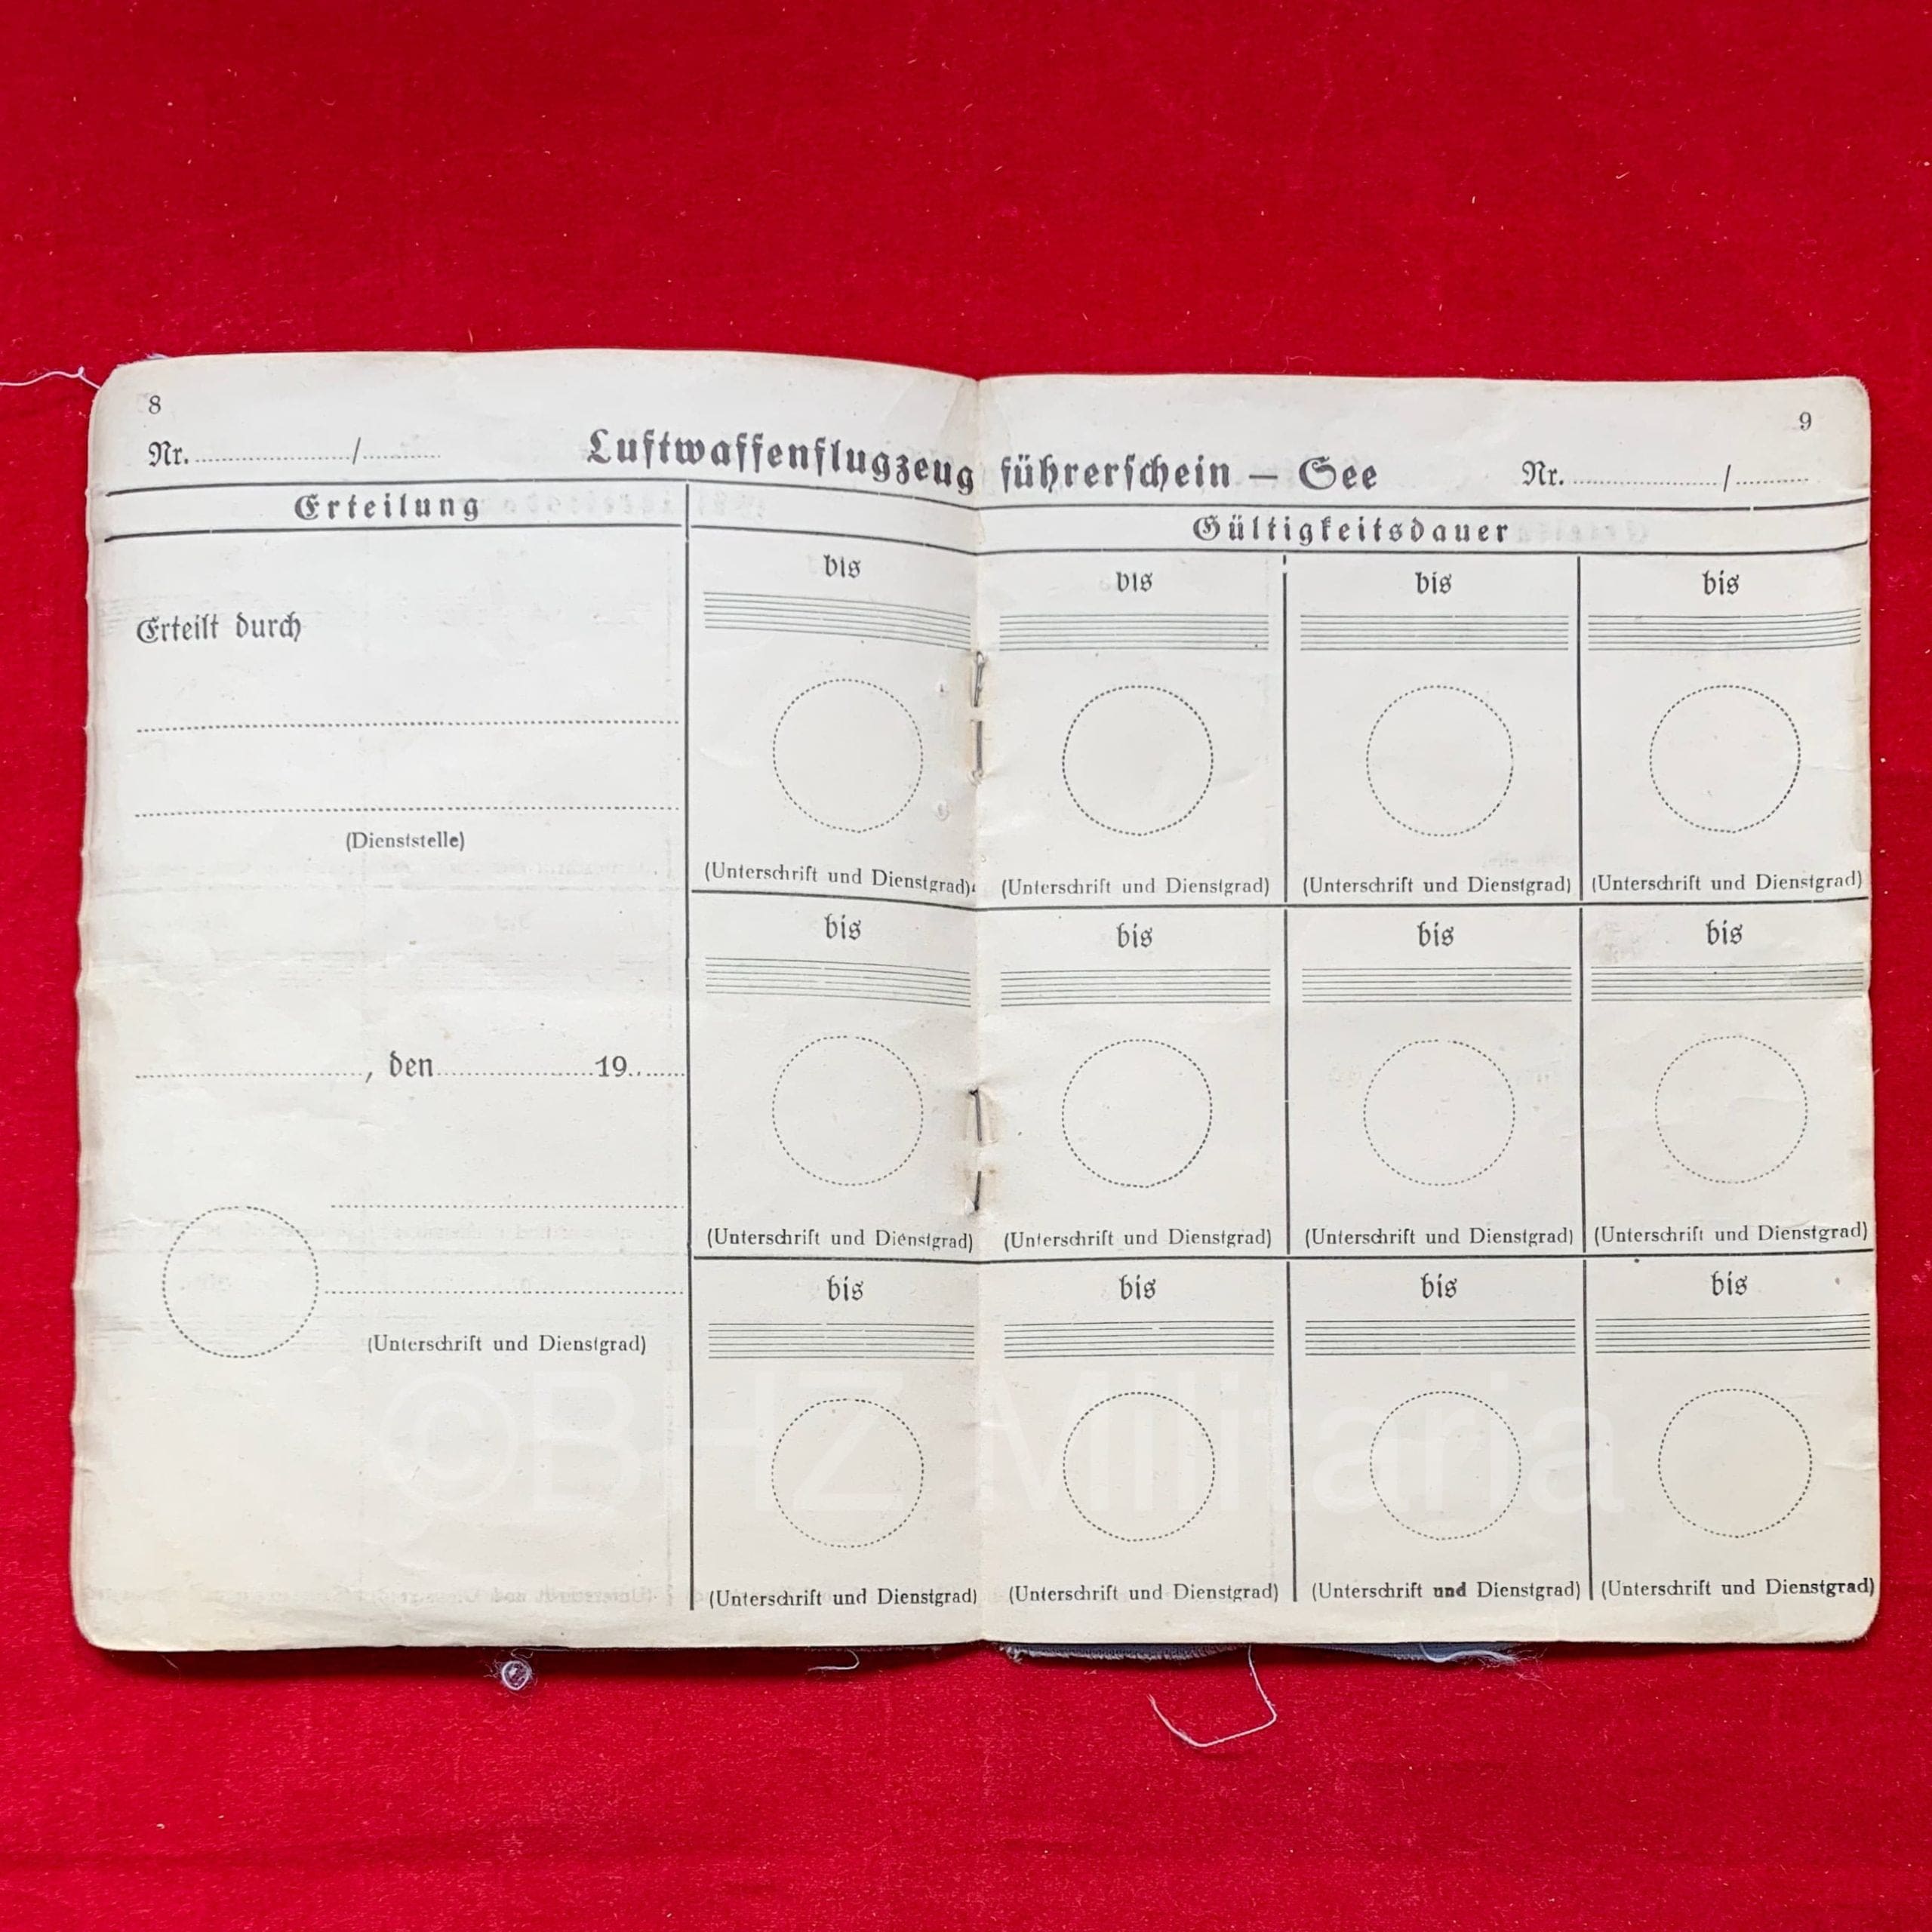 8
Nr. ........................../............
Luftwaffenflugzeug führerschein — See
Nr. ........................../............
9
Erteilung
Gültigkeitsdauer
Erteilt durch
(Dienststelle)
...................., den ....................19......
(Unterschrift und Dienstgrad)
bis bis bis bis
(Unterschrift und Dienstgrad) (Unterschrift und Dienstgrad) (Unterschrift und Dienstgrad) (Unterschrift und Dienstgrad)
bis bis bis bis
(Unterschrift und Dienstgrad) (Unterschrift und Dienstgrad) (Unterschrift und Dienstgrad) (Unterschrift und Dienstgrad)
bis bis bis bis
(Unterschrift und Dienstgrad) (Unterschrift und Dienstgrad) (Unterschrift und Dienstgrad) (Unterschrift und Dienstgrad)
©BHZ Militaria